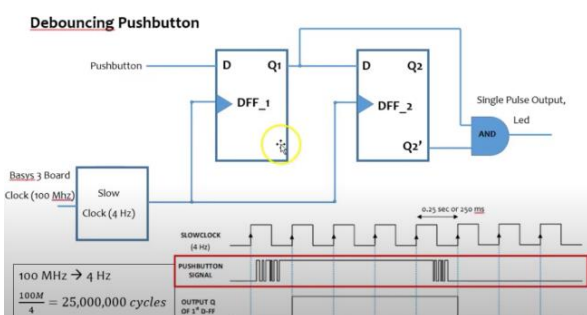 Debouncing Pushbutton
Pushbutton
D
Q1
DFF_1
D
Q2
DFF_2
Q2'
AND
Single Pulse Output,
Led
Basys 3 Board
Clock (100 Mhz)
Slow
Clock (4 Hz)
0.25 sec or 250 ms
SLOWCLOCK
(4 HZ)
PUSHBUTTON
SIGNAL
OUTPUT Q
OF 1st D-FF
100 MHz → 4 Hz
100M
4
= 25,000,000 cycles